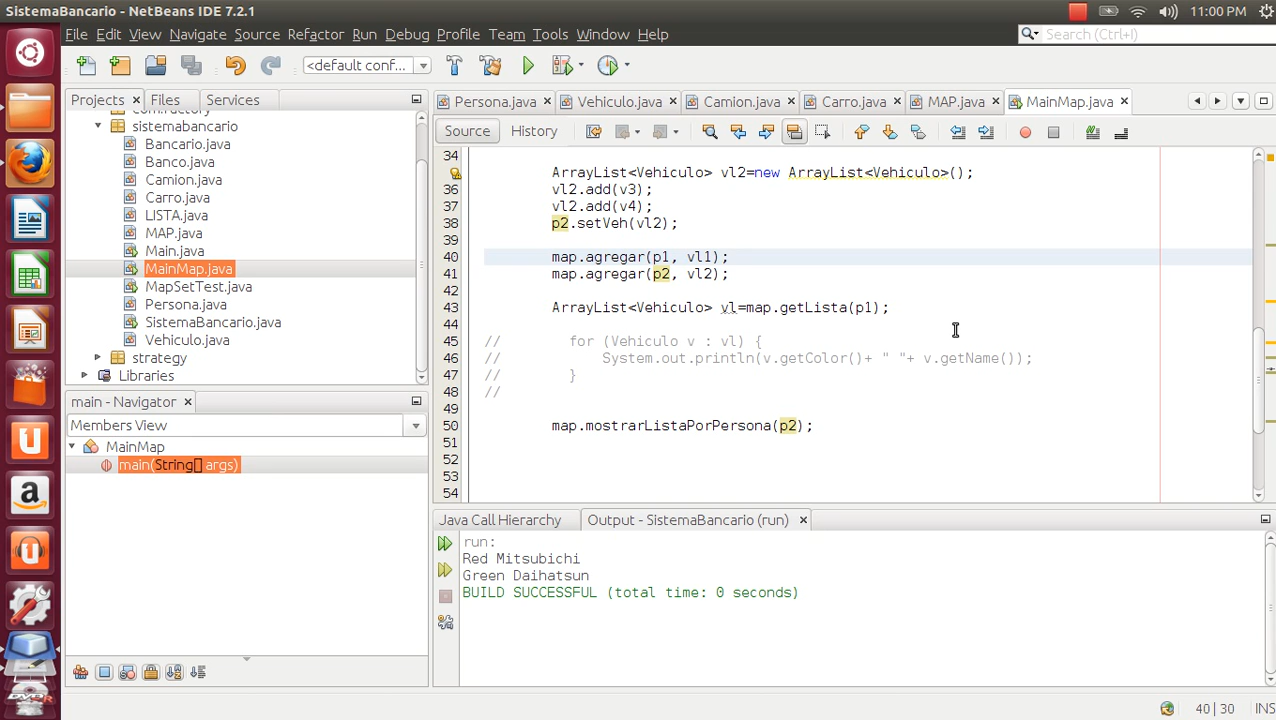 SistemaBancario - NetBeans IDE 7.2.1
11:00 PM
File Edit View Navigate Source Refactor Run Debug Profile Team Tools Window Help
Search (Ctrl+I)
<default conf...
Projects Files Services
sistemabancario
Bancario.java
Banco.java
Camion.java
Carro.java
LISTA.java
MAP.java
Main.java
MainMap.java
MapSetTest.java
Persona.java
SistemaBancario.java
Vehiculo.java
strategy
Libraries
main - Navigator
Members View
MainMap
main(String[] args)
Persona.java Vehiculo.java Camion.java Carro.java MAP.java MainMap.java
Source History
34
ArrayList<Vehiculo> vl2=new ArrayList<Vehiculo>();
36 vl2.add(v3);
37 vl2.add(v4);
38 p2.setVeh(vl2);
39
40 map.agregar(p1, vl1);
41 map.agregar(p2, vl2);
42
43 ArrayList<Vehiculo> vl=map.getLista(p1);
44
45 // for (Vehiculo v : vl) {
46 // System.out.println(v.getColor()+ " "+ v.getName());
47 // }
48 //
49
50 map.mostrarListaPorPersona(p2);
51
52
53
54
Java Call Hierarchy Output - SistemaBancario (run)
run:
Red Mitsubichi
Green Daihatsun
BUILD SUCCESSFUL (total time: 0 seconds)
40 | 30 INS